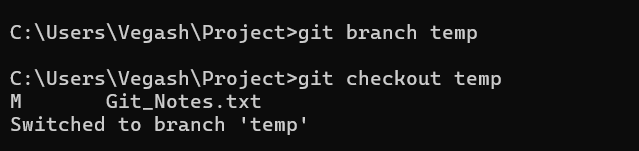 C:\Users\Vegash\Project>git branch temp
C:\Users\Vegash\Project>git checkout temp
M       Git_Notes.txt
Switched to branch 'temp'